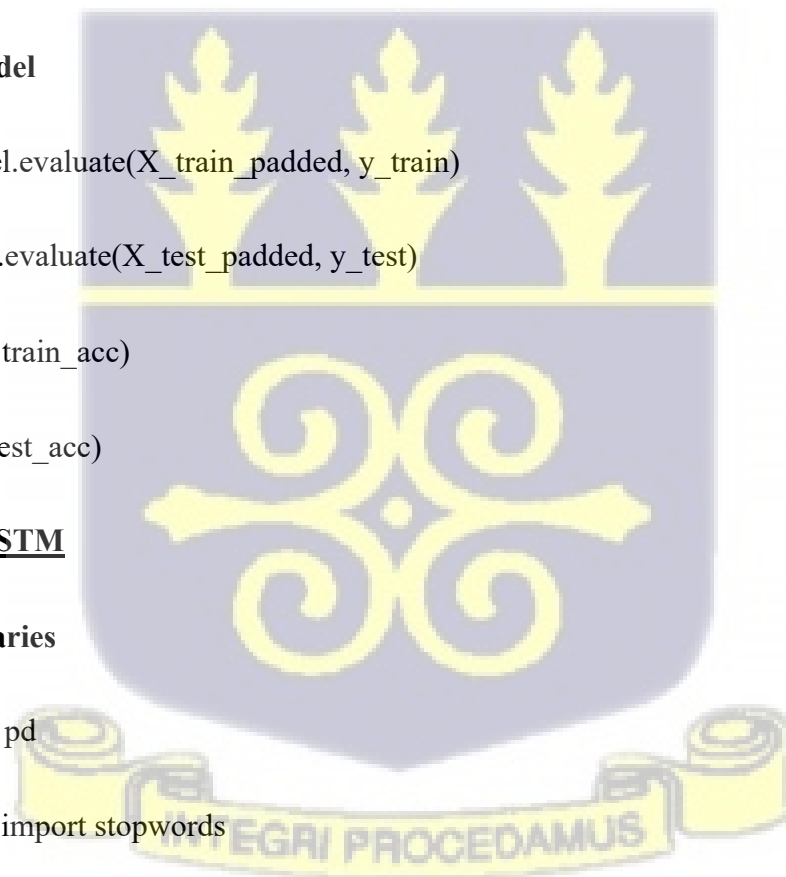 del
el.evaluate(X_train_padded, y_train)
.evaluate(X_test_padded, y_test)
train_acc)
est_acc)
STM
aries
pd
import stopwords
INTEGRI PROCEDAMUS